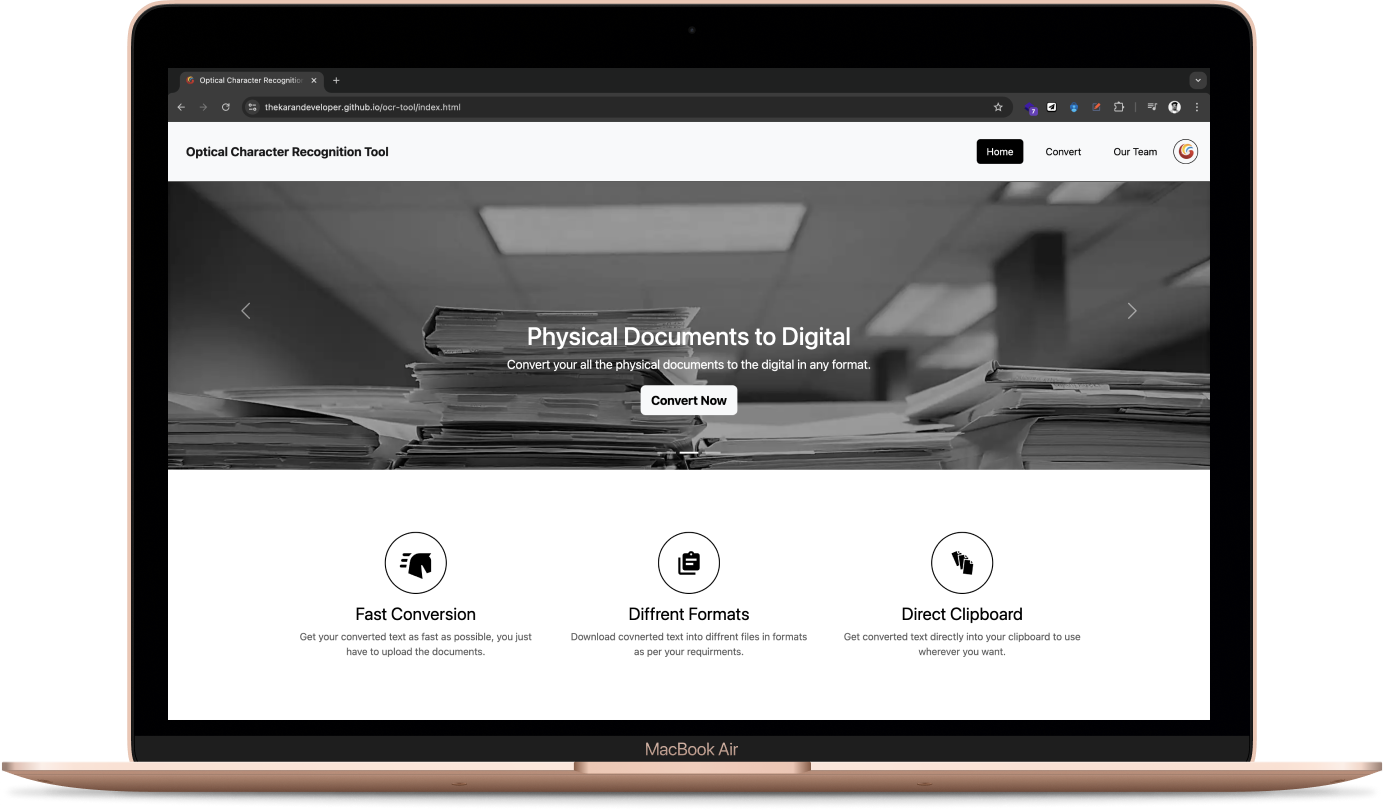 Optical Character Recognition
thekarandeveloper.github.io/ocr-tool/index.html
7
Optical Character Recognition Tool
Home
Convert
Our Team
Physical Documents to Digital
Convert your all the physical documents to the digital in any format.
Convert Now
Fast Conversion
Get your converted text as fast as possible, you just
have to upload the documents.
Diffrent Formats
Download covnerted text into diffrent files in formats
as per your requirments.
Direct Clipboard
Get converted text directly into your clipboard to use
wherever you want.
MacBook Air